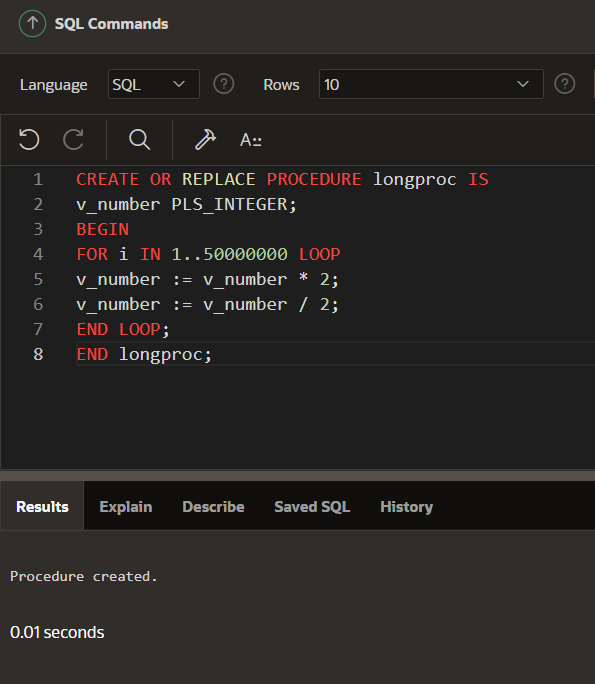 SQL Commands
Language SQL Rows 10
A::
1 CREATE OR REPLACE PROCEDURE longproc IS
2 v_number PLS_INTEGER;
3 BEGIN
4 FOR i IN 1..50000000 LOOP
5 v_number := v_number * 2;
6 v_number := v_number / 2;
7 END LOOP;
8 END longproc;
Results Explain Describe Saved SQL History
Procedure created.
0.01 seconds